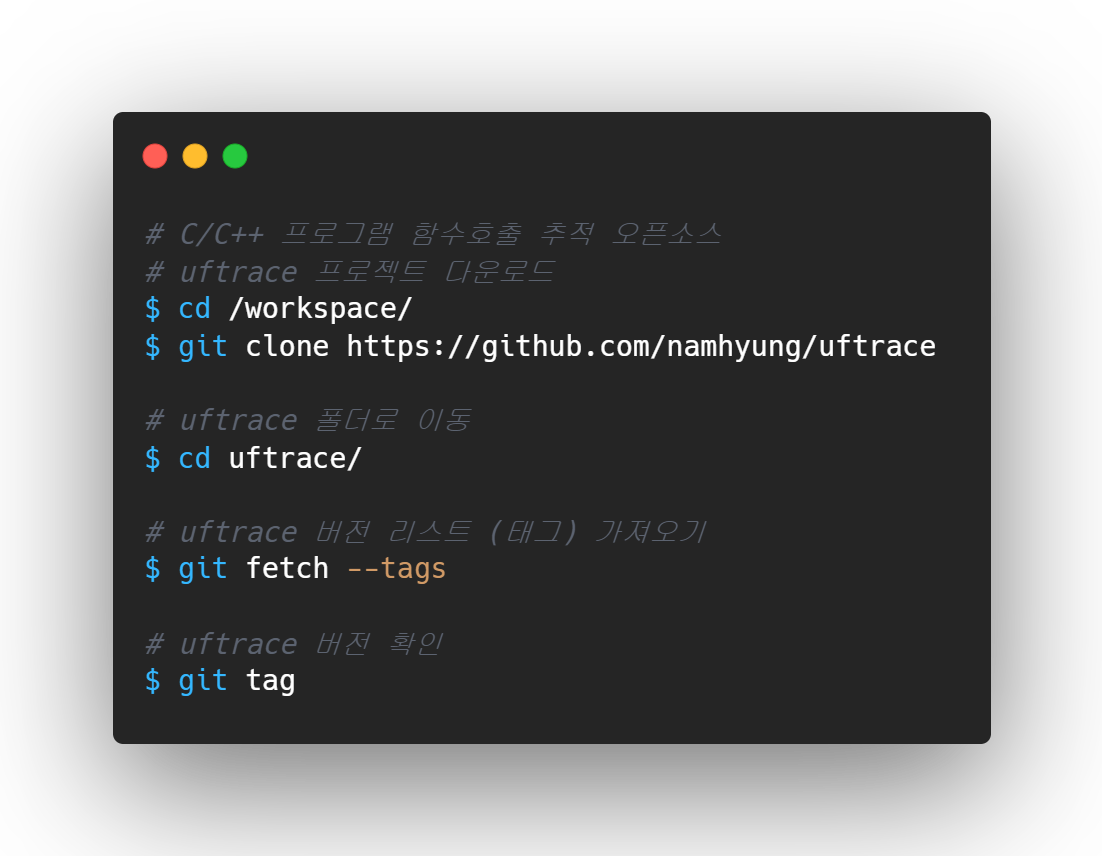 # C/C++ 프로그램 함수호출 추적 오픈소스
# uftrace 프로젝트 다운로드
$ cd /workspace/
$ git clone https://github.com/namhyung/uftrace
# uftrace 폴더로 이동
$ cd uftrace/
# uftrace 버전 리스트 (태그) 가져오기
$ git fetch --tags
# uftrace 버전 확인
$ git tag